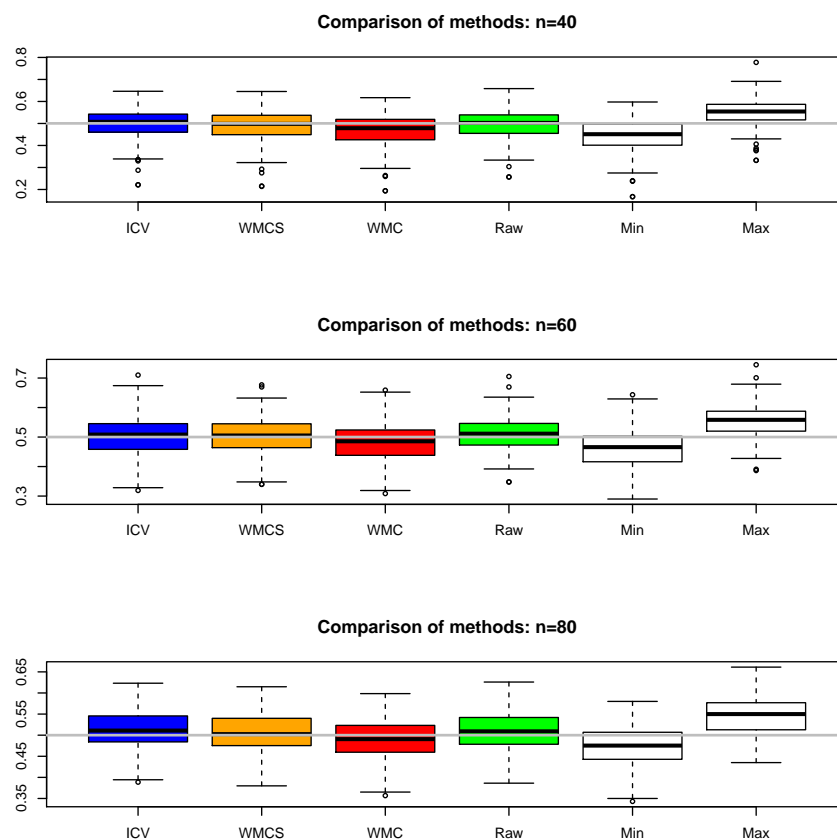 Comparison of methods: n=40
0.8
0.6
0.4
0.2
ICV WMCS WMC Raw Min Max
Comparison of methods: n=60
0.7
0.5
0.3
ICV WMCS WMC Raw Min Max
Comparison of methods: n=80
0.65
0.55
0.45
0.35
ICV WMCS WMC Raw Min Max